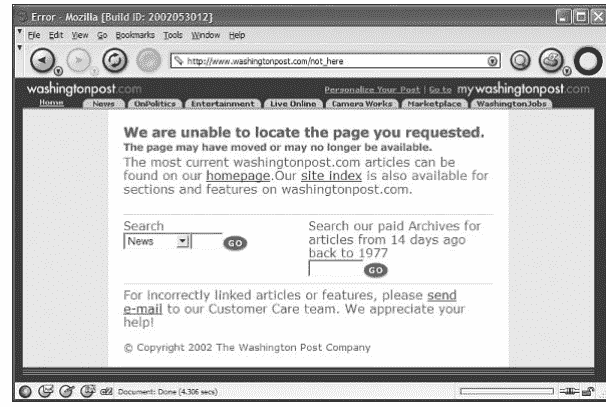 Error - Mozilla {Build ID: 2002053012}
File Edit View Go Bookmarks Tools Window Help
http://www.washingtonpost.com/not_here
washingtonpost.com
Personalize Your Post | Go to mywashingtonpost.com
Home News OnPolitics Entertainment Live Online Camera Works Marketplace WashingtonJobs
We are unable to locate the page you requested.
The page may have moved or may no longer be available.
The most current washingtonpost.com articles can be
found on our homepage.Our site index is also available for
sections and features on washingtonpost.com.
Search
News GO
Search our paid Archives for
articles from 14 days ago
back to 1977
GO
For incorrectly linked articles or features, please send
e-mail to our Customer Care team. We appreciate your
help!
© Copyright 2002 The Washington Post Company
Document: Done (4.306 secs)